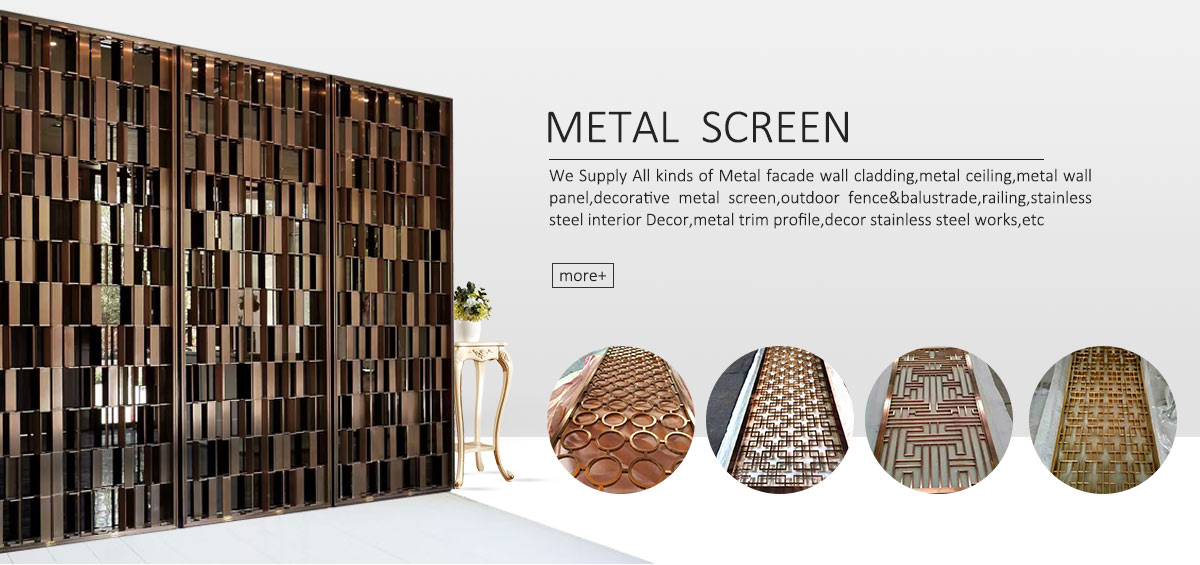 METAL SCREEN
We Supply All kinds of Metal facade wall cladding,metal ceiling,metal wall
panel,decorative metal screen,outdoor fence&balustrade,railing,stainless
steel interior Decor,metal trim profile,decor stainless steel works,etc
more+